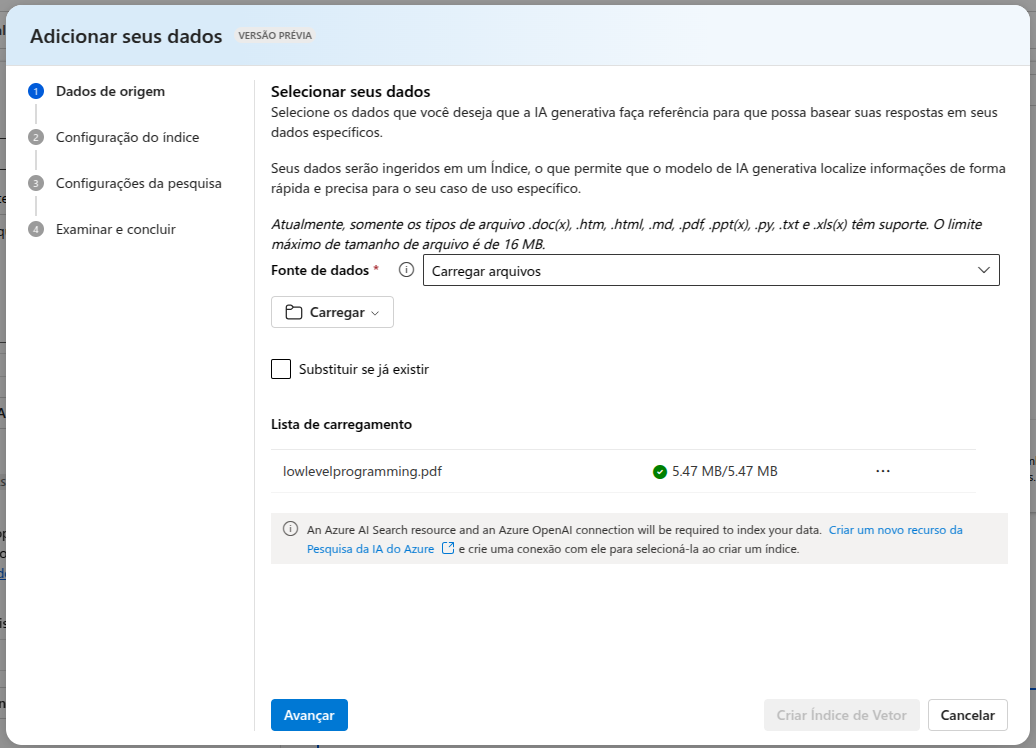 Adicionar seus dados VERSÃO PRÉVIA
1 Dados de origem
2 Configuração do índice
3 Configurações da pesquisa
4 Examinar e concluir
Selecionar seus dados
Selecione os dados que você deseja que a IA generativa faça referência para que possa basear suas respostas em seus
dados específicos.
Seus dados serão ingeridos em um Índice, o que permite que o modelo de IA generativa localize informações de forma
rápida e precisa para o seu caso de uso específico.
Atualmente, somente os tipos de arquivo .doc(x), .htm, .html, .md, .pdf, .ppt(x), .py, .txt e .xls(x) têm suporte. O limite
máximo de tamanho de arquivo é de 16 MB.
Fonte de dados * Carregar arquivos
Carregar
Substituir se já existir
Lista de carregamento
lowlevelprogramming.pdf 5.47 MB/5.47 MB ...
An Azure AI Search resource and an Azure OpenAI connection will be required to index your data. Criar um novo recurso da
Pesquisa da IA do Azure e crie uma conexão com ele para selecioná-la ao criar um índice.
Avançar Criar Índice de Vetor Cancelar